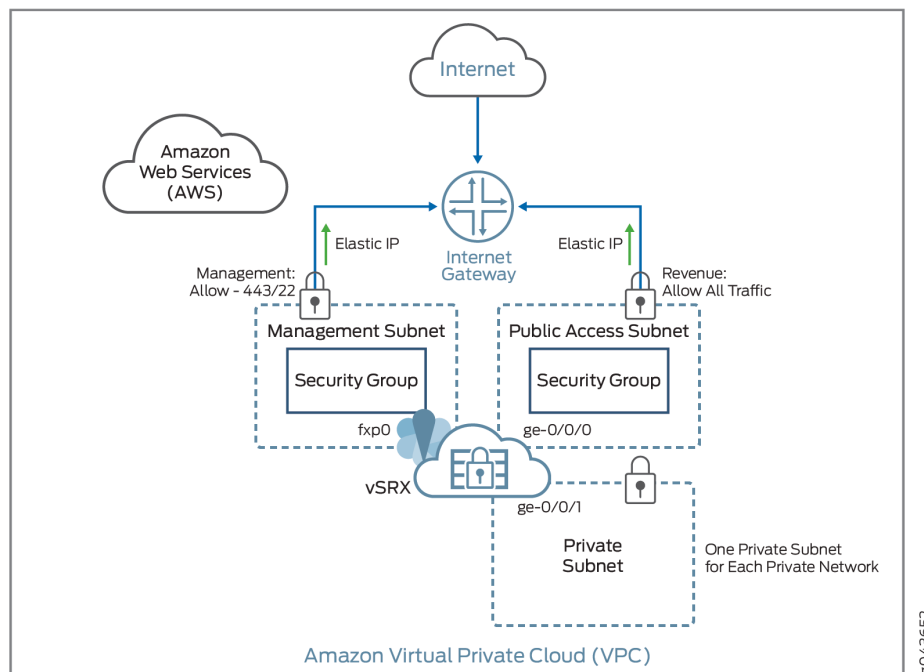 Internet
Amazon
Web Services
(AWS)
Elastic IP
Elastic IP
Internet
Gateway
Management:
Allow - 443/22
Revenue:
Allow All Traffic
Management Subnet
Public Access Subnet
Security Group
Security Group
fxp0
ge-0/0/0
vSRX
ge-0/0/1
Private
Subnet
One Private Subnet
for Each Private Network
Amazon Virtual Private Cloud (VPC)